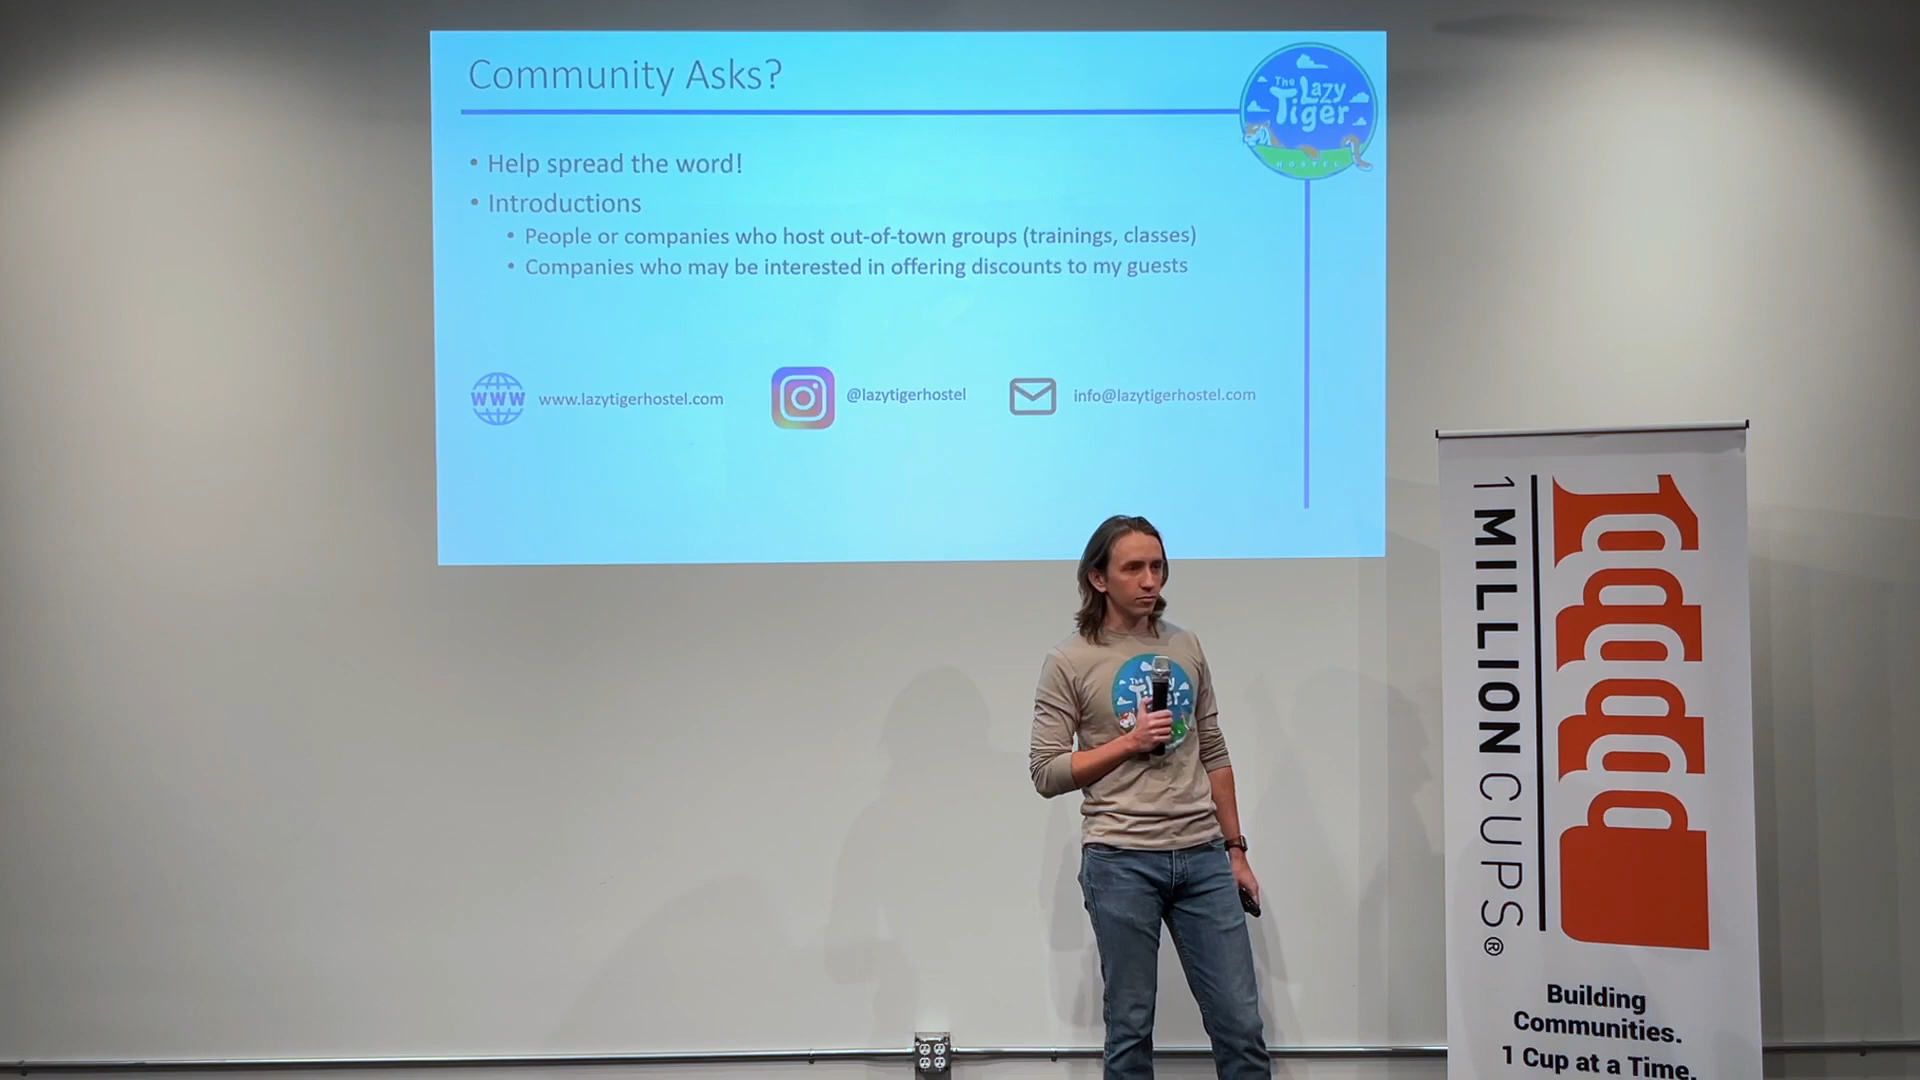 Community Asks?
The Lazy Tiger
HOSTEL
• Help spread the word!
• Introductions
• People or companies who host out-of-town groups (trainings, classes)
• Companies who may be interested in offering discounts to my guests
WWW
www.lazytigerhostel.com
@lazytigerhostel
info@lazytigerhostel.com
1 MILLION CUPS®
Building
Communities.
1 Cup at a Time.